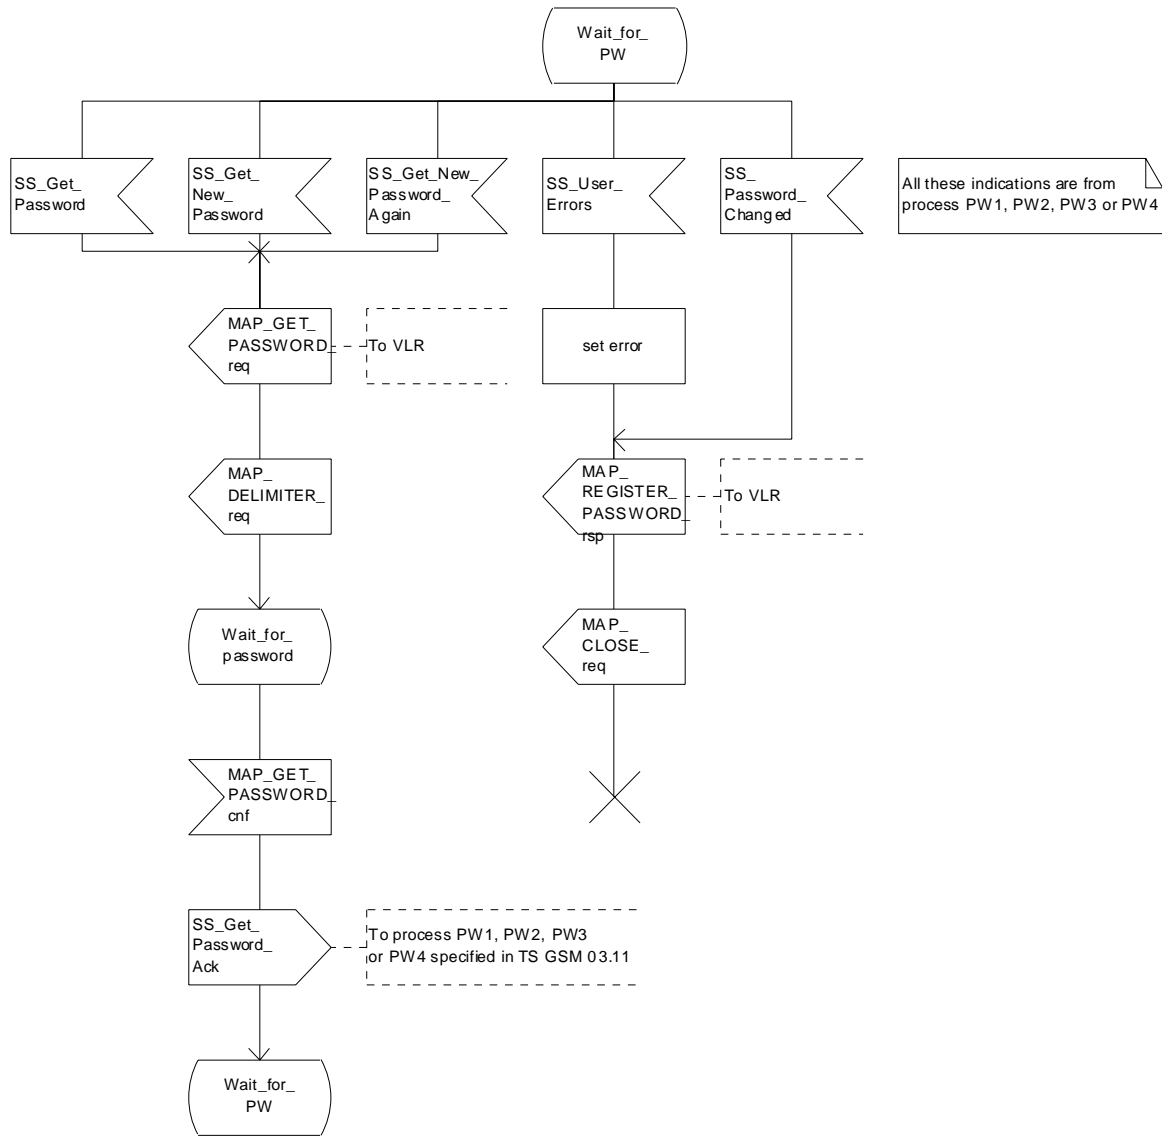 Wait_for_
PW
SS_Get_
Password
SS_Get_
New_
Password
SS_Get_New_
Password_
Again
SS_User_
Errors
SS_
Password_
Changed
All these indications are from
process PW1, PW2, PW3 or PW4
MAP_GET_
PASSWORD_
req
To VLR
set error
MAP_
DELIMITER_
req
MAP_
REGISTER_
PASSWORD_
rsp
To VLR
Wait_for_
password
MAP_
CLOSE_
req
MAP_GET_
PASSWORD_
cnf
SS_Get_
Password_
Ack
To process PW1, PW2, PW3
or PW4 specified in TS GSM 03.11
Wait_for_
PW